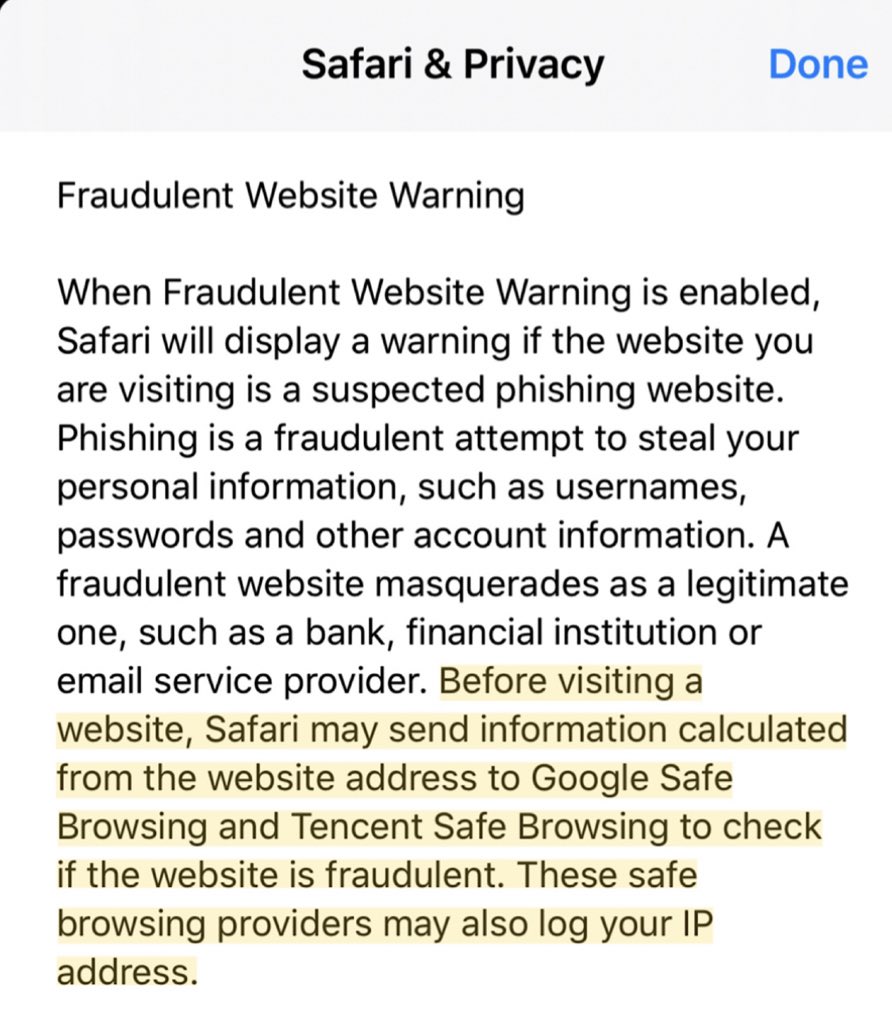 Safari & Privacy
Done
Fraudulent Website Warning
When Fraudulent Website Warning is enabled,
Safari will display a warning if the website you
are visiting is a suspected phishing website.
Phishing is a fraudulent attempt to steal your
personal information, such as usernames,
passwords and other account information. A
fraudulent website masquerades as a legitimate
one, such as a bank, financial institution or
email service provider. Before visiting a
website, Safari may send information calculated
from the website address to Google Safe
Browsing and Tencent Safe Browsing to check
if the website is fraudulent. These safe
browsing providers may also log your IP
address.